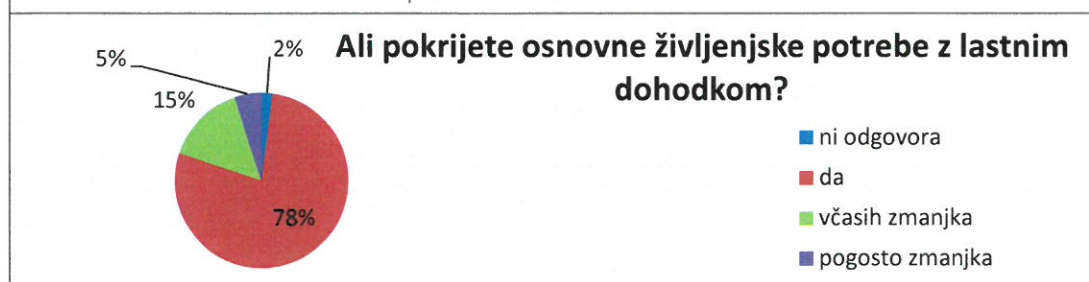 Ali pokrijete osnovne življenjske potrebe z lastnim
dohodkom?
5%
2%
15%
78%
ni odgovora
da
včasih zmanjka
pogosto zmanjka